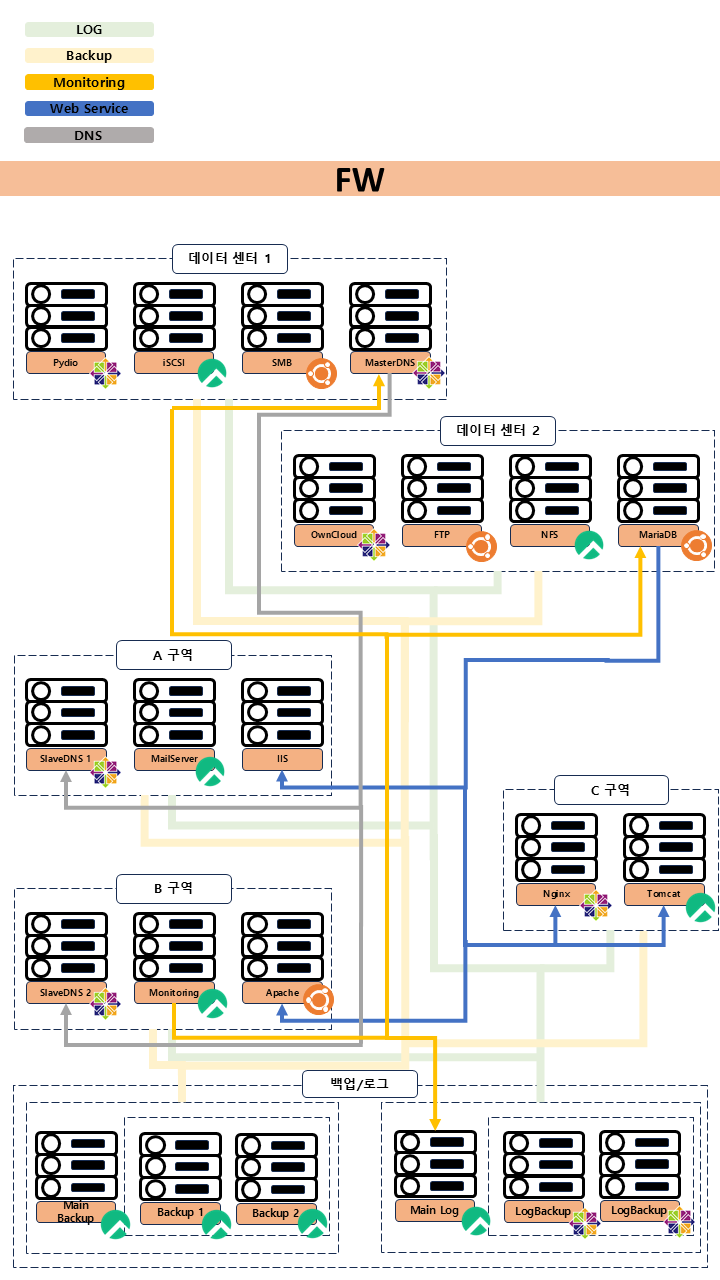 LOG
Backup
Monitoring
Web Service
DNS
FW
데이터 센터 1
Pydio
iSCSI
SMB
MasterDNS
데이터 센터 2
OwnCloud
FTP
NFS
MariaDB
A 구역
SlaveDNS 1
MailServer
IIS
C 구역
Nginx
Tomcat
B 구역
SlaveDNS 2
Monitoring
Apache
백업/로그
Main
Backup
Backup 1
Backup 2
Main Log
LogBackup
LogBackup